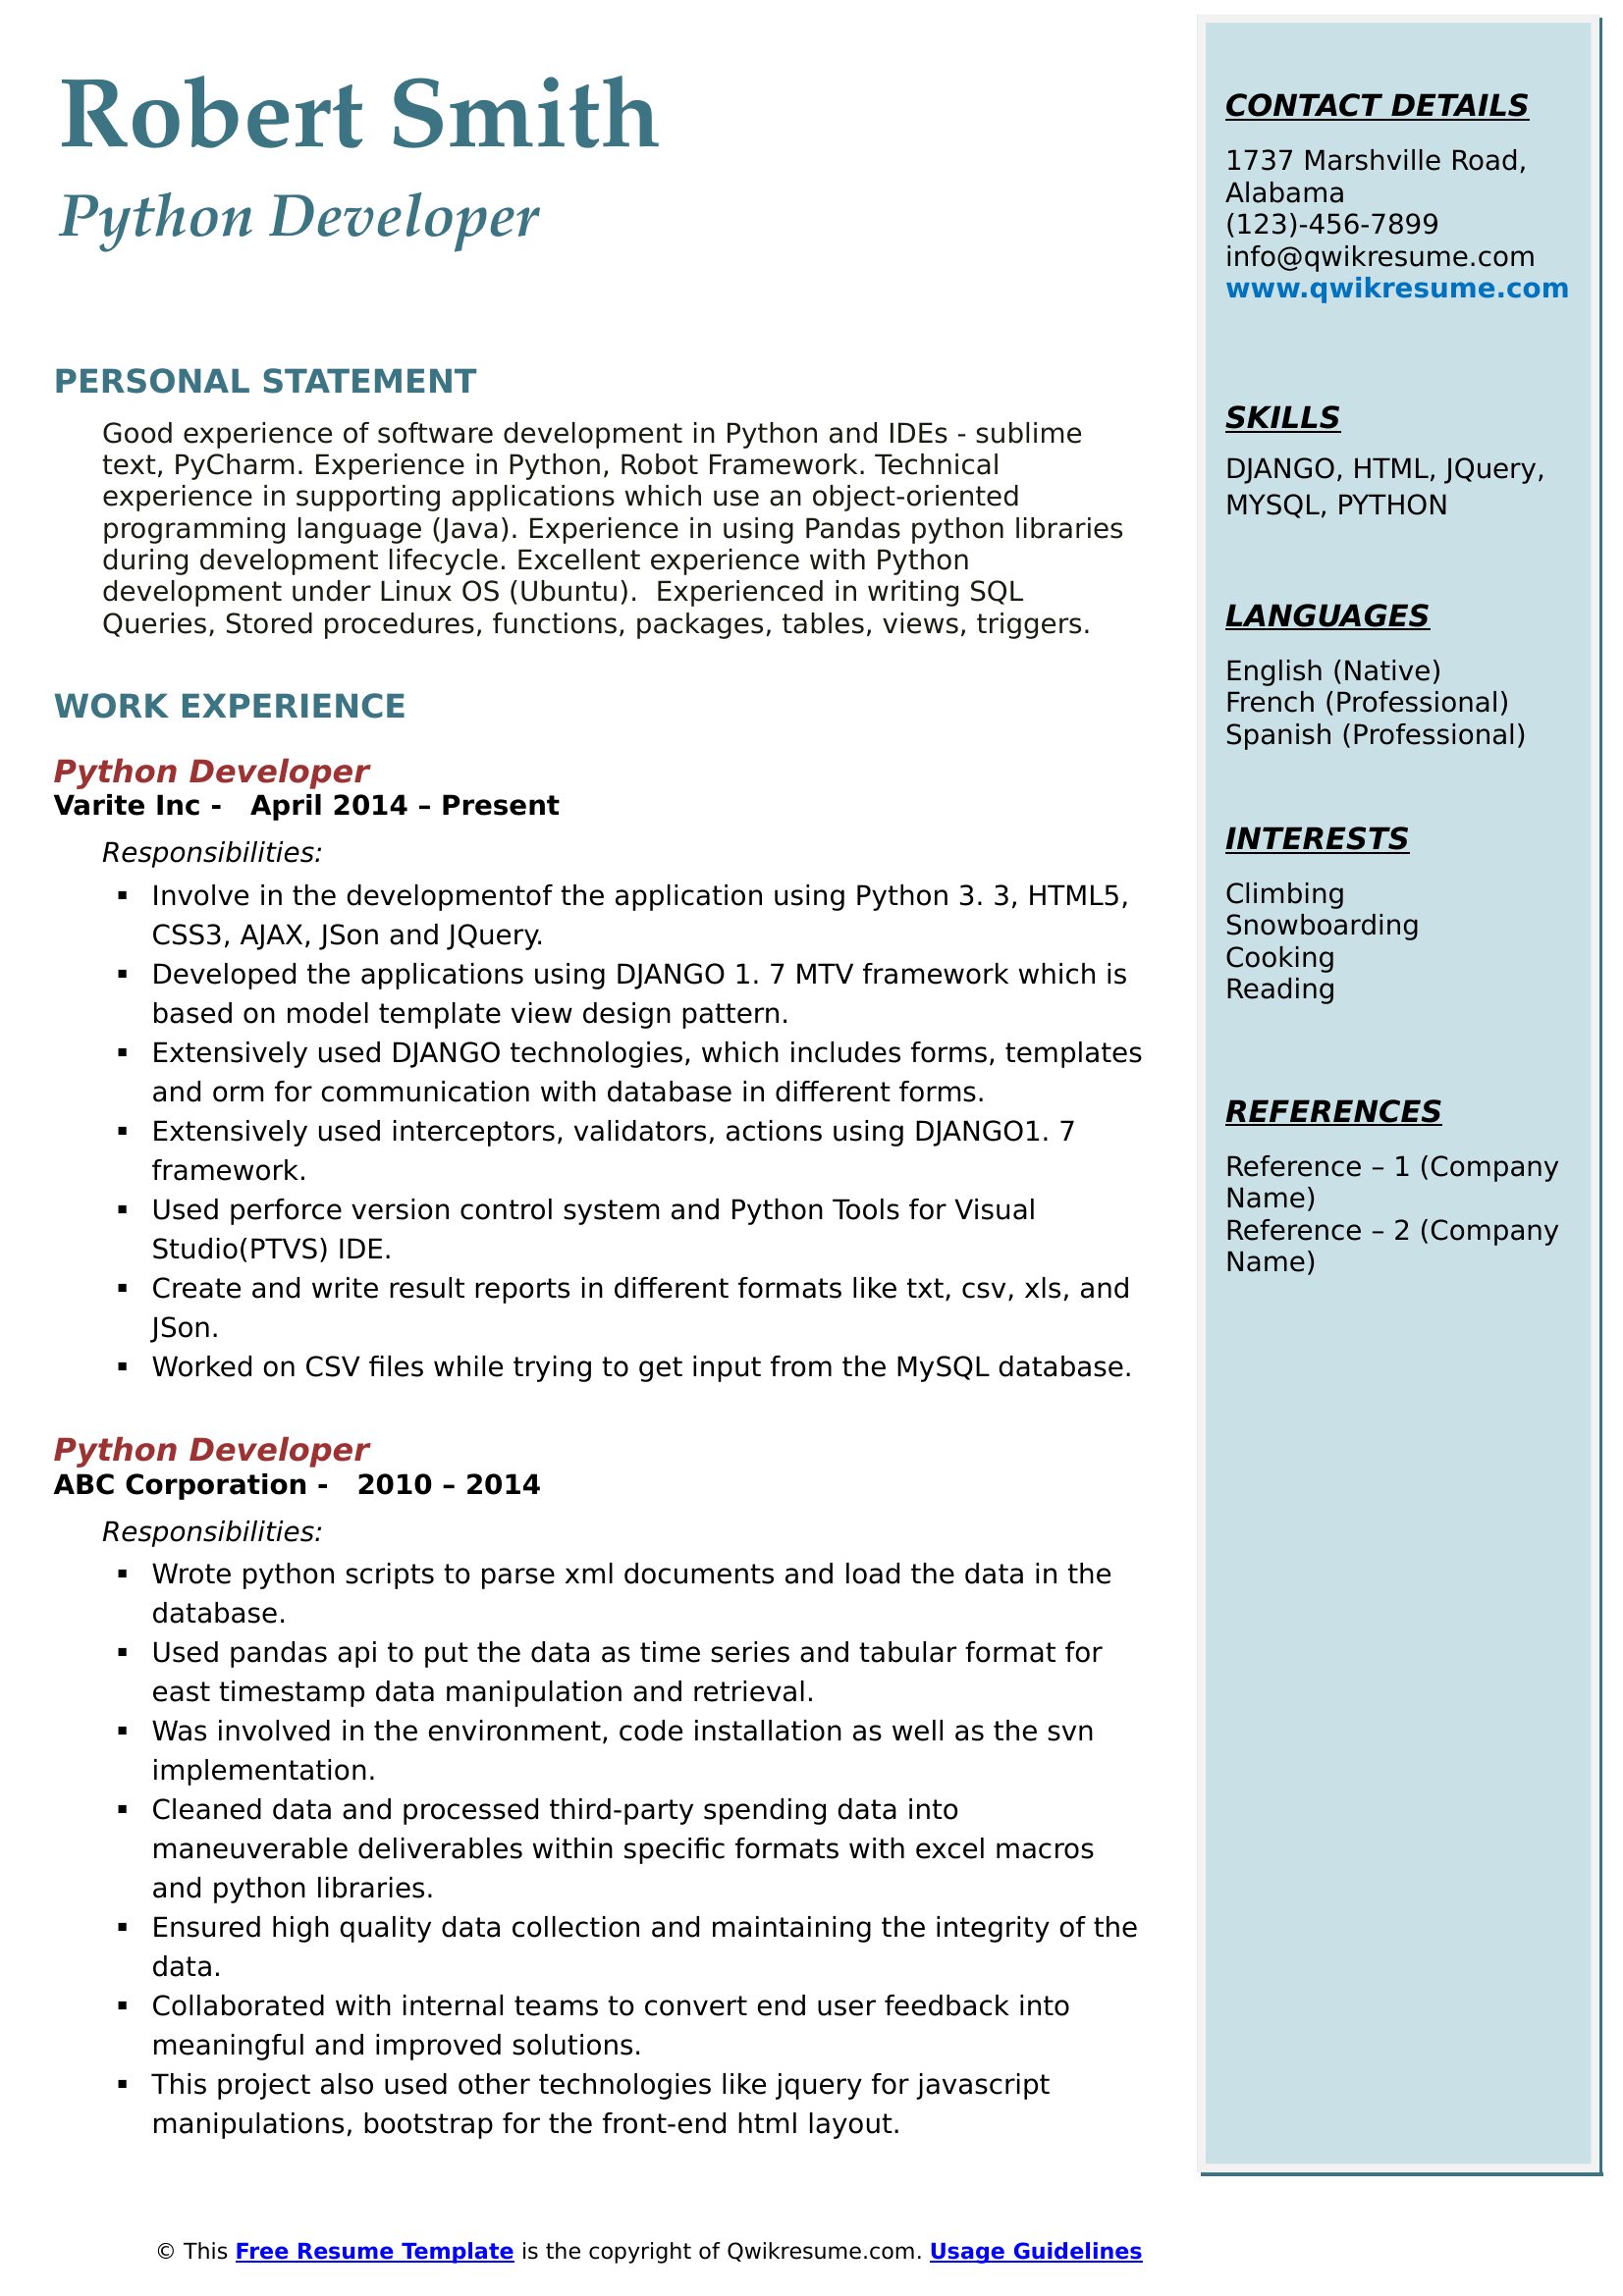 Robert Smith
Python Developer
PERSONAL STATEMENT
Good experience of software development in Python and IDEs - sublime
text, PyCharm. Experience in Python, Robot Framework. Technical
experience in supporting applications which use an object-oriented
programming language (Java). Experience in using Pandas python libraries
during development lifecycle. Excellent experience with Python
development under Linux OS (Ubuntu).  Experienced in writing SQL
Queries, Stored procedures, functions, packages, tables, views, triggers.
WORK EXPERIENCE
Python Developer
Varite Inc -   April 2014 – Present
Responsibilities:
▪ Involve in the developmentof the application using Python 3. 3, HTML5,
CSS3, AJAX, JSon and JQuery.
▪ Developed the applications using DJANGO 1. 7 MTV framework which is
based on model template view design pattern.
▪ Extensively used DJANGO technologies, which includes forms, templates
and orm for communication with database in different forms.
▪ Extensively used interceptors, validators, actions using DJANGO1. 7
framework.
▪ Used perforce version control system and Python Tools for Visual
Studio(PTVS) IDE.
▪ Create and write result reports in different formats like txt, csv, xls, and
JSon.
▪ Worked on CSV files while trying to get input from the MySQL database.
Python Developer
ABC Corporation -   2010 – 2014
Responsibilities:
▪ Wrote python scripts to parse xml documents and load the data in the
database.
▪ Used pandas api to put the data as time series and tabular format for
east timestamp data manipulation and retrieval.
▪ Was involved in the environment, code installation as well as the svn
implementation.
▪ Cleaned data and processed third-party spending data into
maneuverable deliverables within specific formats with excel macros
and python libraries.
▪ Ensured high quality data collection and maintaining the integrity of the
data.
▪ Collaborated with internal teams to convert end user feedback into
meaningful and improved solutions.
▪ This project also used other technologies like jquery for javascript
manipulations, bootstrap for the front-end html layout.
CONTACT DETAILS
1737 Marshville Road,
Alabama
(123)-456-7899
info@qwikresume.com
www.qwikresume.com
SKILLS
DJANGO, HTML, JQuery,
MYSQL, PYTHON
LANGUAGES
English (Native)
French (Professional)
Spanish (Professional)
INTERESTS
Climbing
Snowboarding
Cooking
Reading
REFERENCES
Reference – 1 (Company
Name)
Reference – 2 (Company
Name)
© This Free Resume Template is the copyright of Qwikresume.com. Usage Guidelines